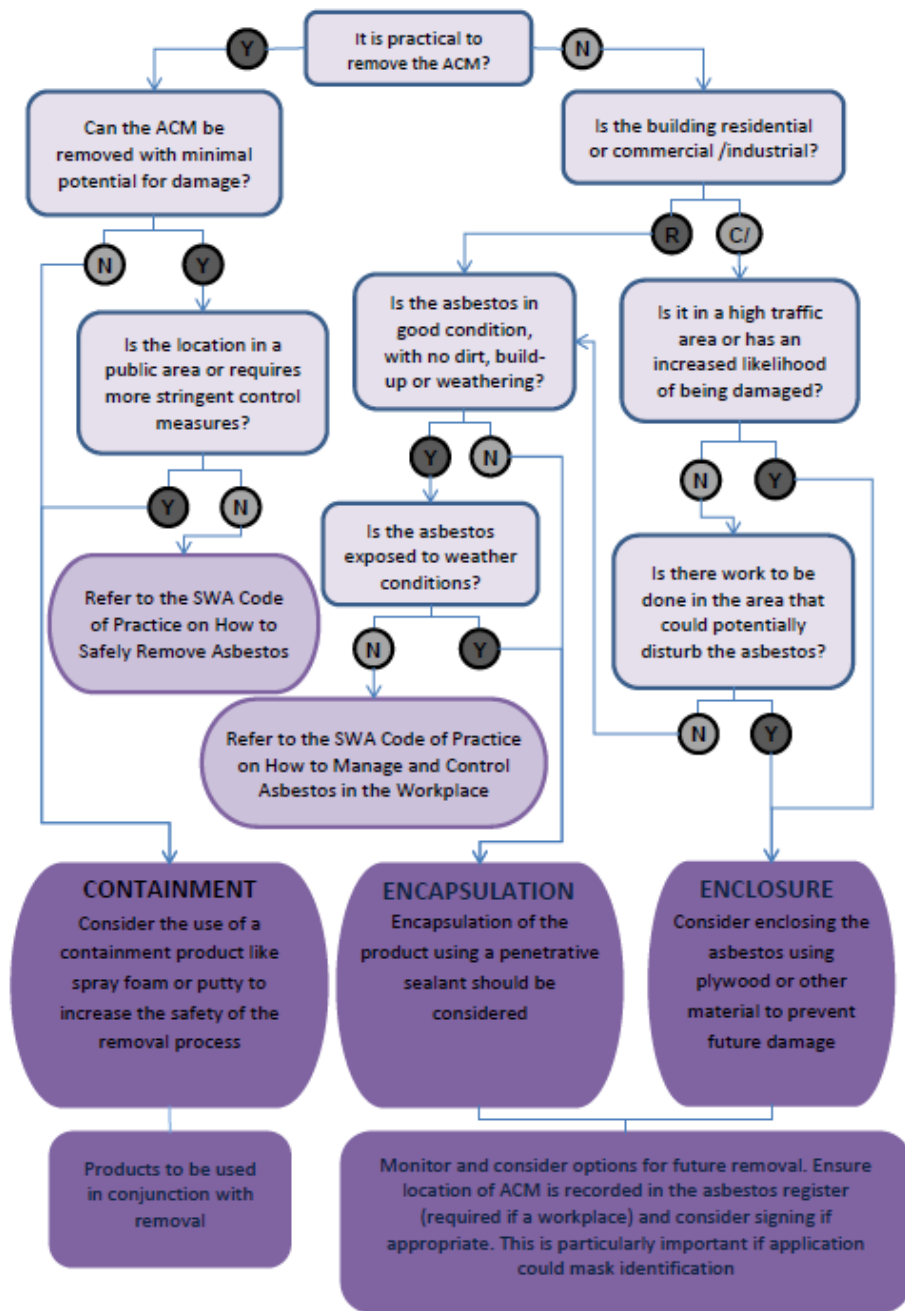 It is practical to
remove the ACM?
Y
N
Can the ACM be
removed with minimal
potential for damage?
Is the building residential
or commercial /industrial?
N
Y
R
C/
Is the location in a
public area or requires
more stringent control
measures?
Is the asbestos in
good condition,
with no dirt, build-
up or weathering?
Is it in a high traffic
area or has an
increased likelihood
of being damaged?
Y
N
Y
N
N
Y
Refer to the SWA Code
of Practice on How to
Safely Remove Asbestos
Is the asbestos
exposed to weather
conditions?
Is there work to be
done in the area that
could potentially
disturb the asbestos?
N
Y
N
Y
Refer to the SWA Code of Practice
on How to Manage and Control
Asbestos in the Workplace
CONTAINMENT
Consider the use of a
containment product like
spray foam or putty to
increase the safety of the
removal process
ENCAPSULATION
Encapsulation of the
product using a penetrative
sealant should be
considered
ENCLOSURE
Consider enclosing the
asbestos using
plywood or other
material to prevent
future damage
Products to be used
in conjunction with
removal
Monitor and consider options for future removal. Ensure
location of ACM is recorded in the asbestos register
(required if a workplace) and consider signing if
appropriate. This is particularly important if application
could mask identification